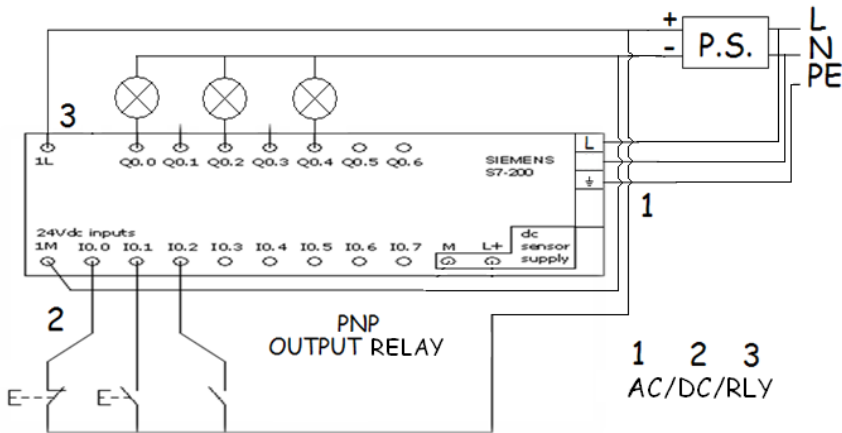 + P.S. L
- N
PE
3
1L Q0.0 Q0.1 Q0.2 Q0.3 Q0.4 Q0.5 Q0.6
SIEMENS
S7-200
L
1
24Vdc inputs
1M I0.0 I0.1 I0.2 I0.3 I0.4 I0.5 I0.6 I0.7 M L+
dc
sensor
supply
2
PNP
OUTPUT RELAY
1 2 3
AC/DC/RLY
E E